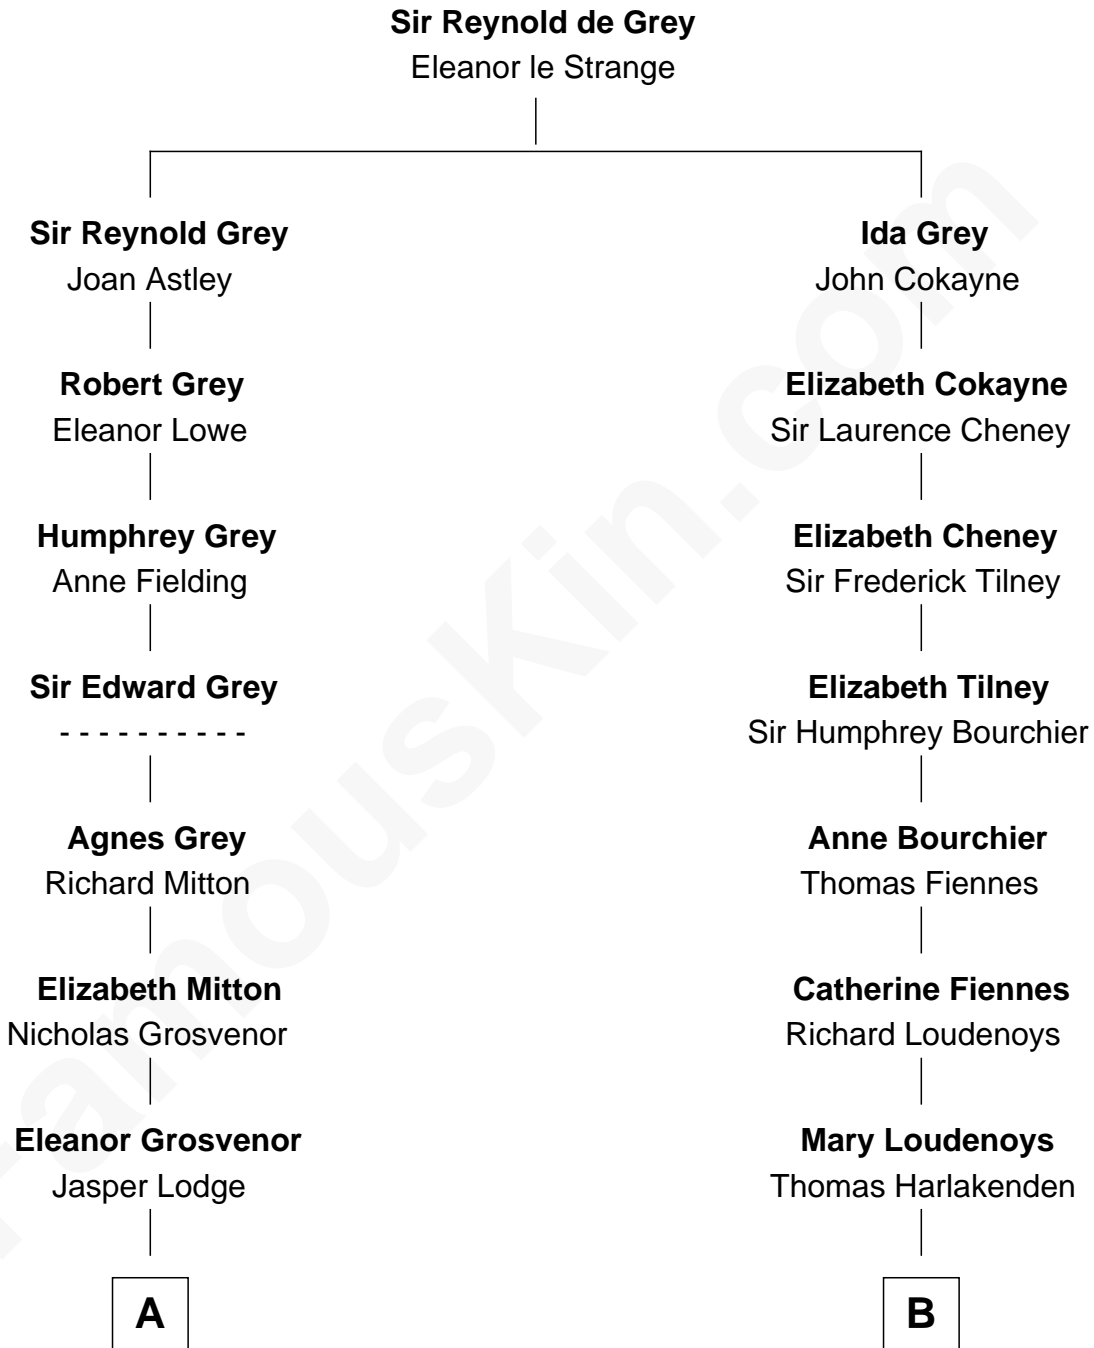 Sir Reynold de Grey
Eleanor le Strange
Sir Reynold Grey
Joan Astley
Ida Grey
John Cokayne
Robert Grey
Eleanor Lowe
Elizabeth Cokayne
Sir Laurence Cheney
Humphrey Grey
Anne Fielding
Elizabeth Cheney
Sir Frederick Tilney
Sir Edward Grey
- - - - - - - - - -
Elizabeth Tilney
Sir Humphrey Bourchier
Agnes Grey
Richard Mitton
Anne Bourchier
Thomas Fiennes
Elizabeth Mitton
Nicholas Grosvenor
Catherine Fiennes
Richard Loudenoys
Eleanor Grosvenor
Jasper Lodge
Mary Loudenoys
Thomas Harlakenden
A
B
FamousKin.com